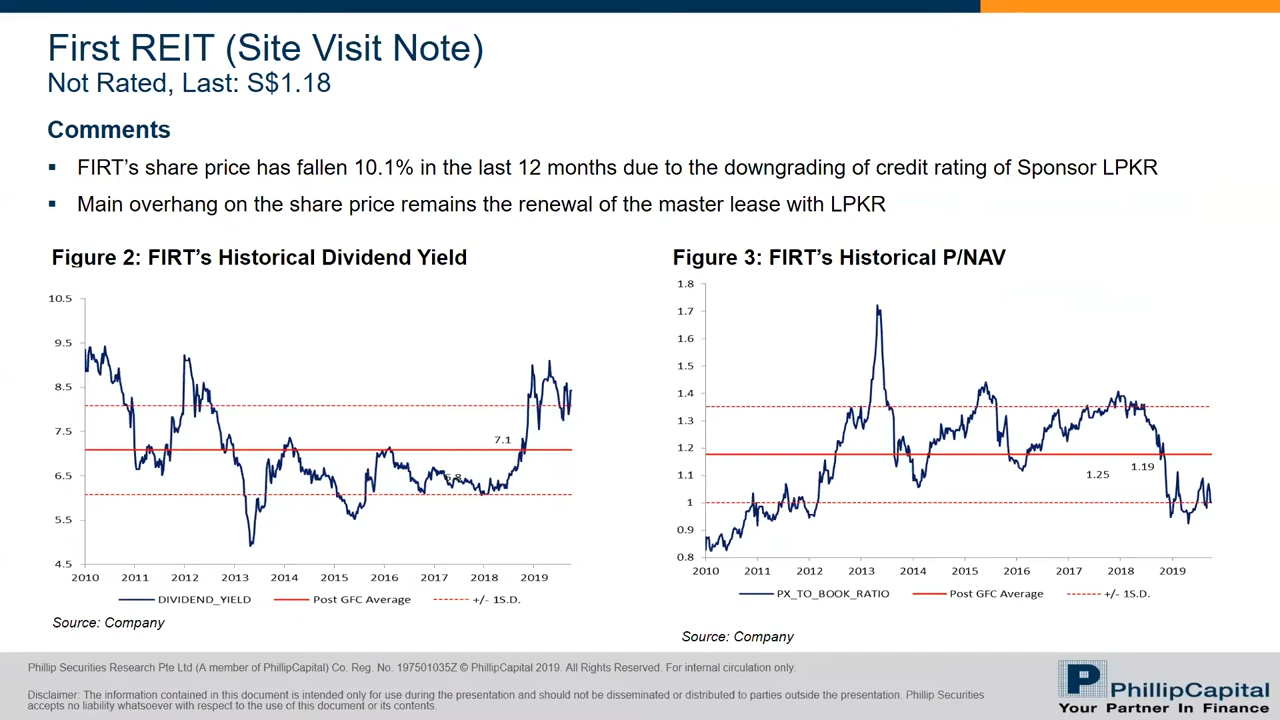 First REIT (Site Visit Note)
Not Rated, Last: S$1.18
Comments
▪ FIRT’s share price has fallen 10.1% in the last 12 months due to the downgrading of credit rating of Sponsor LPKR
▪ Main overhang on the share price remains the renewal of the master lease with LPKR
Figure 2: FIRT’s Historical Dividend Yield
10.5
9.5
8.5
7.5
6.5
5.5
4.5
7.1
6.8
2010 2011 2012 2013 2014 2015 2016 2017 2018 2019
DIVIDEND_YIELD Post GFC Average +/- 1S.D.
Source: Company
Figure 3: FIRT’s Historical P/NAV
1.8
1.7
1.6
1.5
1.4
1.3
1.2
1.1
1
0.9
0.8
1.25
1.19
2010 2011 2012 2013 2014 2015 2016 2017 2018 2019
PX_TO_BOOK_RATIO Post GFC Average +/- 1S.D.
Source: Company
Phillip Securities Research Pte Ltd (A member of PhillipCapital) Co. Reg. No. 197501035Z © PhillipCapital 2019. All Rights Reserved. For internal circulation only.
Disclaimer: The information contained in this document is intended only for use during the presentation and should not be disseminated or distributed to parties outside the presentation. Phillip Securities
accepts no liability whatsoever with respect to the use of this document or its contents.
P PhillipCapital
Your Partner In Finance